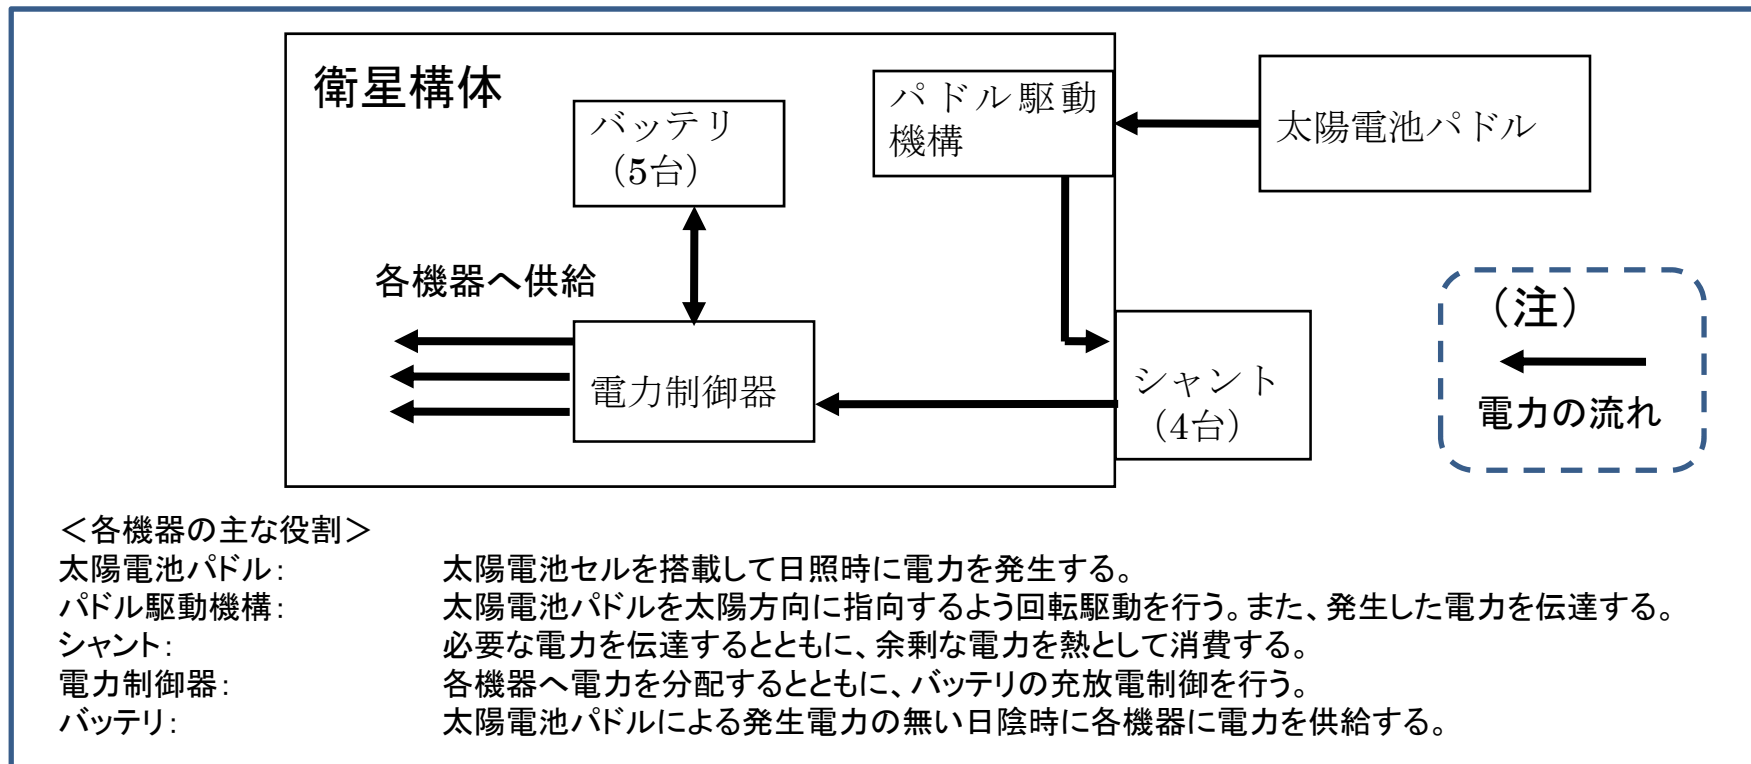 衛星構体
バッテリ
（5台）
パドル駆動
機構
太陽電池パドル
各機器へ供給
電力制御器
シャント
（4台）
（注）
電力の流れ
＜各機器の主な役割＞
太陽電池パドル： 太陽電池セルを搭載して日照時に電力を発生する。
パドル駆動機構： 太陽電池パドルを太陽方向に指向するよう回転駆動を行う。また、発生した電力を伝達する。
シャント： 必要な電力を伝達するとともに、余剰な電力を熱として消費する。
電力制御器： 各機器へ電力を分配するとともに、バッテリの充放電制御を行う。
バッテリ： 太陽電池パドルによる発生電力の無い日陰時に各機器に電力を供給する。